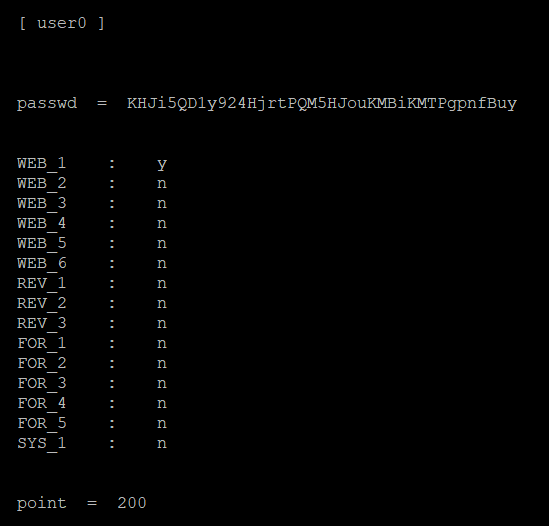 [ user0 ]
passwd = KHJi5QD1y924HjrtPQM5HJouKMBiKMTPgpnfBuy
WEB_1 : y
WEB_2 : n
WEB_3 : n
WEB_4 : n
WEB_5 : n
WEB_6 : n
REV_1 : n
REV_2 : n
REV_3 : n
FOR_1 : n
FOR_2 : n
FOR_3 : n
FOR_4 : n
FOR_5 : n
SYS_1 : n
point = 200